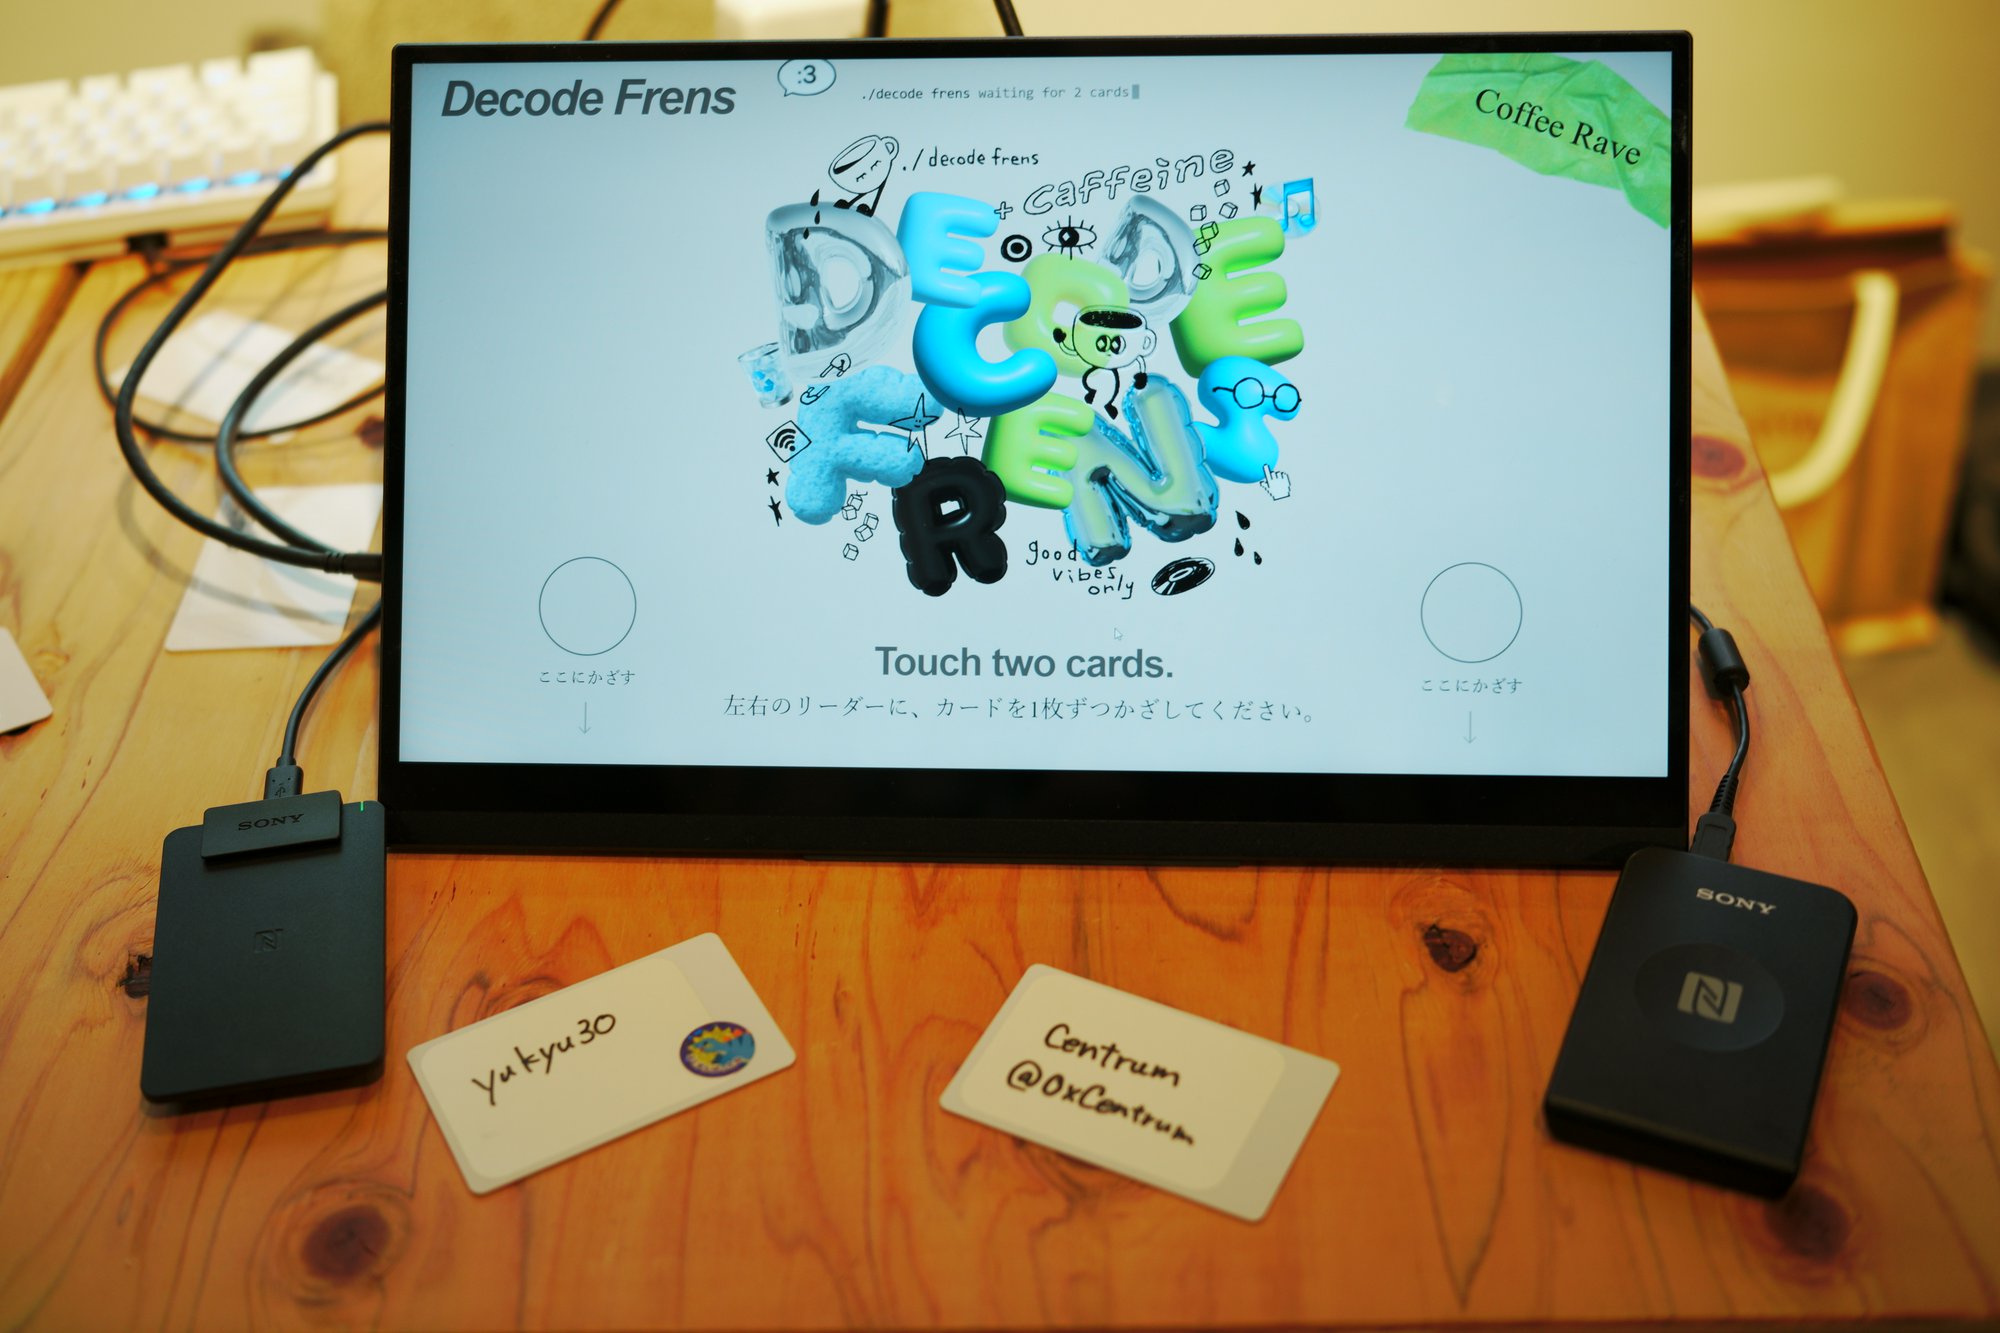 Decode Frens
:3
./decode frens waiting for 2 cards
Coffee Rave
./decode frens
+ Caffeine
DECODE
FRENS
good
vibes
only
Touch two cards.
左右のリーダーに、カードを1枚ずつかざしてください。
ここにかざす
↓
ここにかざす
↓
SONY
SONY
yukyu30
Centrum
@0xCentrum